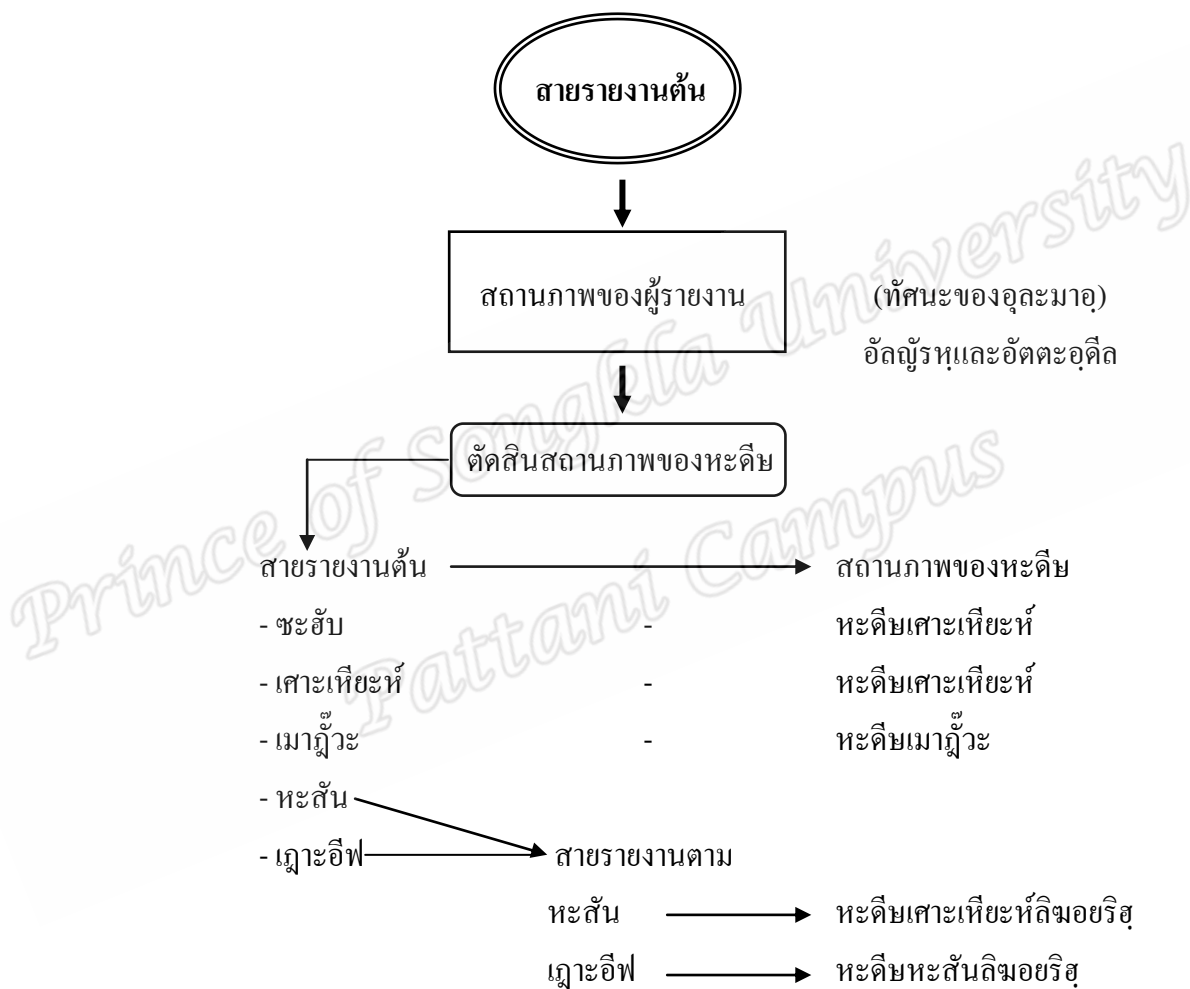 สายรายงานต้น
สถานภาพของผู้รายงาน
(ทัศนะของอุละมาอฺ)
อัลญัรหฺและอัตตะอฺดีล
ตัดสินสถานภาพของหะดีษ
สายรายงานต้น สถานภาพของหะดีษ
- ซะฮับ - หะดีษเศาะเหียะห์
- เศาะเหียะห์ - หะดีษเศาะเหียะห์
- เมาฎั๊วะ - หะดีษเมาฎั๊วะ
- หะสัน
- เฎาะอีฟ สายรายงานตาม
หะสัน หะดีษเศาะเหียะห์ลิฆอยริฮฺ
เฎาะอีฟ หะดีษหะสันลิฆอยริฮฺ
Prince of Songkla University
Pattani Campus